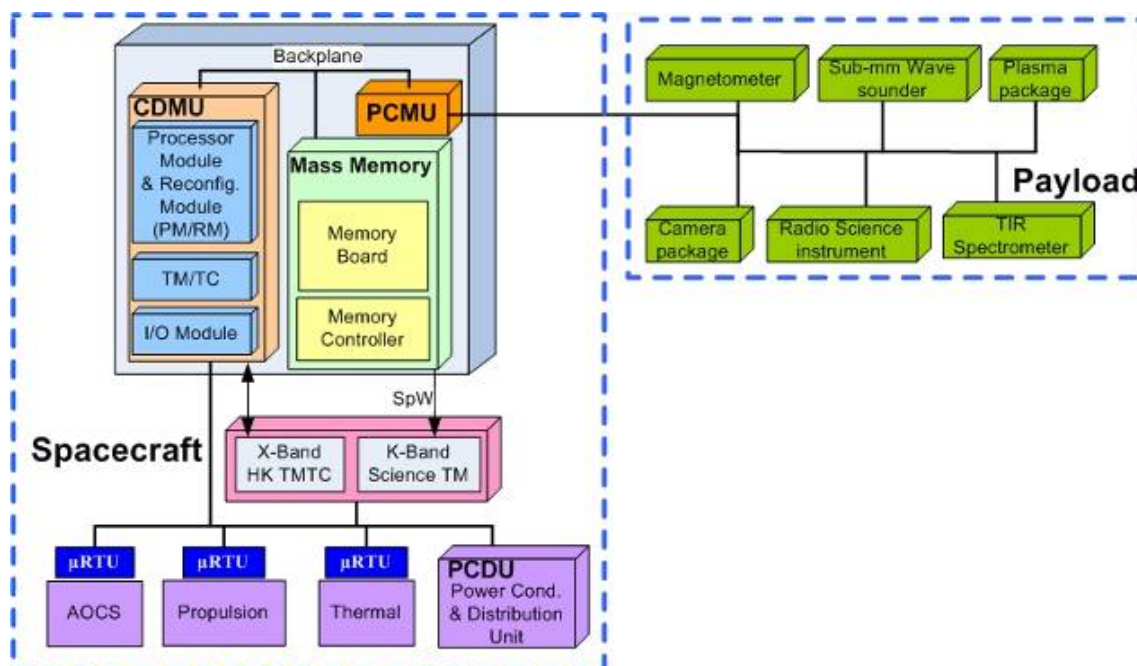 Backplane
CDMU
PCMU
Processor
Module
& Reconfig.
Module
(PM/RM)
TM/TC
I/O Module
Mass Memory
Memory
Board
Memory
Controller
SpW
Spacecraft
X-Band
HK TMTC
K-Band
Science TM
µRTU
µRTU
µRTU
AOCS
Propulsion
Thermal
PCDU
Power Cond.
& Distribution
Unit
Magnetometer
Sub-mm Wave
sounder
Plasma
package
Payload
Camera
package
Radio Science
instrument
TIR
Spectrometer